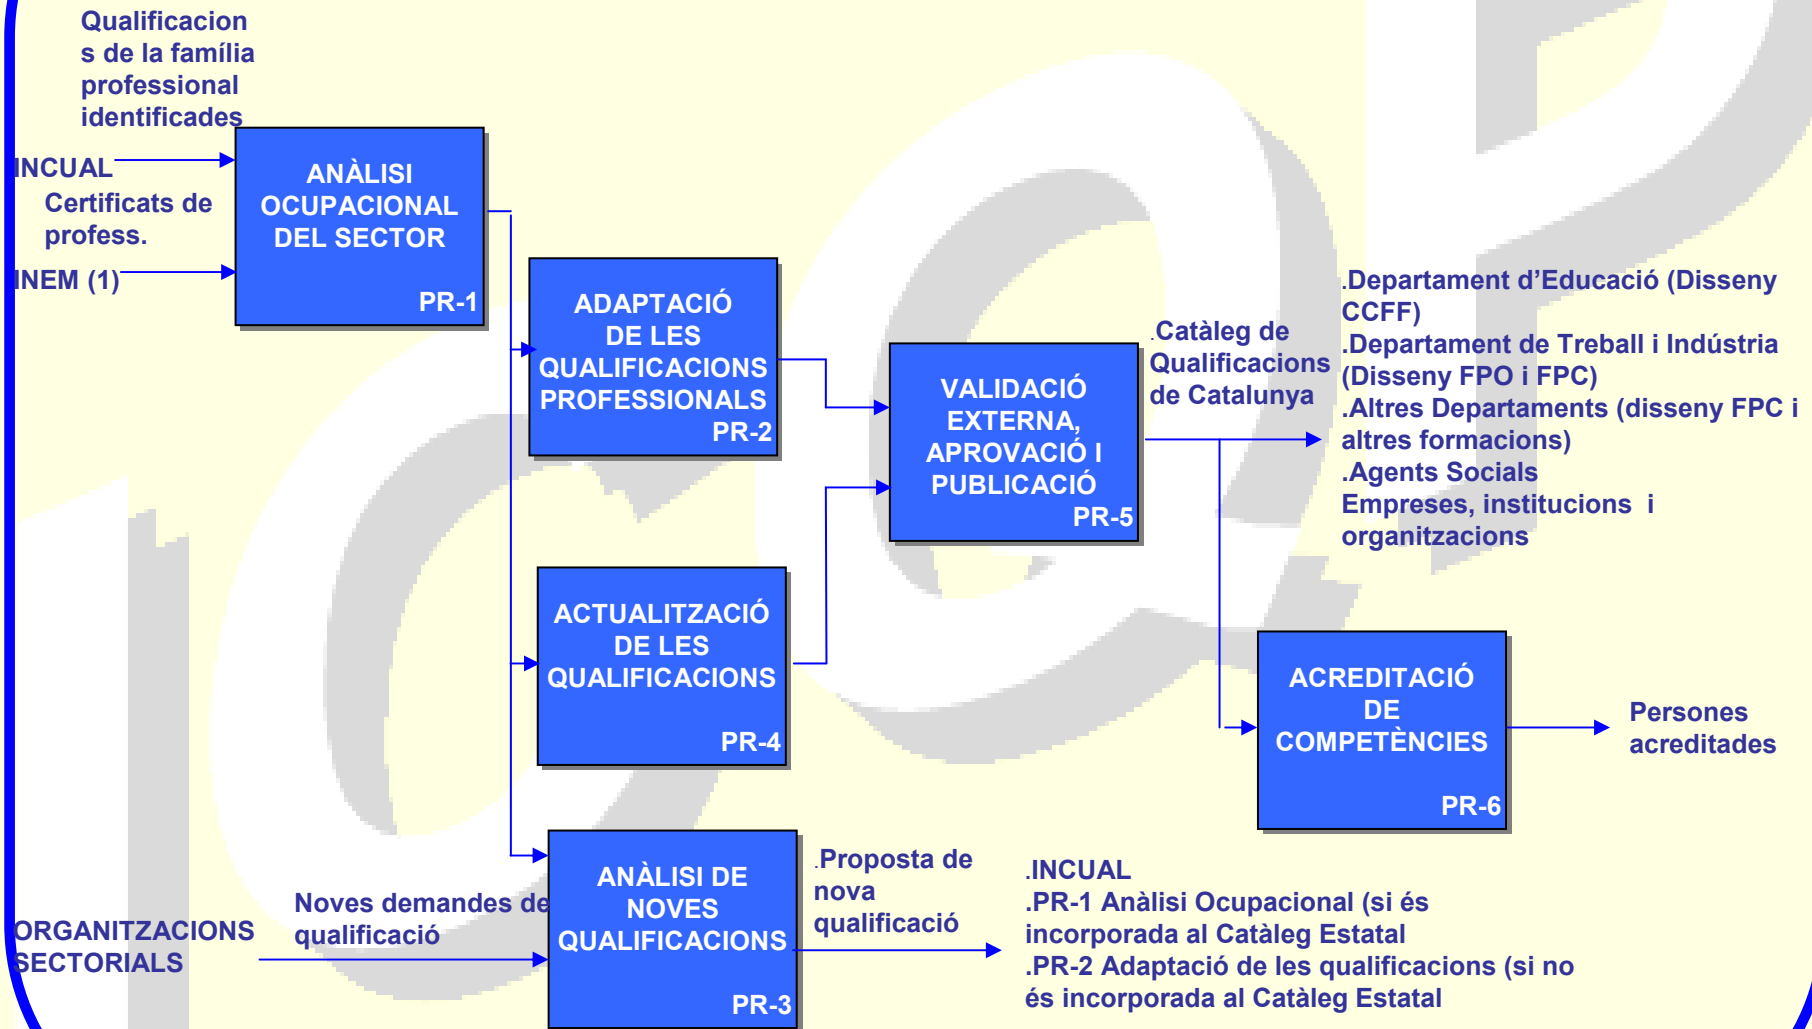 Qualificacion
s de la família
professional
identificades
INCUAL
Certificats de
profess.
INEM (1)
ANÀLISI
OCUPACIONAL
DEL SECTOR
PR-1
ADAPTACIÓ
DE LES
QUALIFICACIONS
PROFESSIONALS
PR-2
VALIDACIÓ
EXTERNA,
APROVACIÓ I
PUBLICACIÓ
PR-5
.Catàleg de
Qualificacions
de Catalunya
.Departament d’Educació (Disseny
CCFF)
.Departament de Treball i Indústria
(Disseny FPO i FPC)
.Altres Departaments (disseny FPC i
altres formacions)
.Agents Socials
Empreses, institucions i
organitzacions
ACTUALITZACIÓ
DE LES
QUALIFICACIONS
PR-4
ACREDITACIÓ
DE
COMPETÈNCIES
PR-6
Persones
acreditades
ORGANITZACIONS
SECTORIALS
Noves demandes de
qualificació
ANÀLISI DE
NOVES
QUALIFICACIONS
PR-3
.Proposta de
nova
qualificació
.INCUAL
.PR-1 Anàlisi Ocupacional (si és
incorporada al Catàleg Estatal
.PR-2 Adaptació de les qualificacions (si no
és incorporada al Catàleg Estatal
ICQP